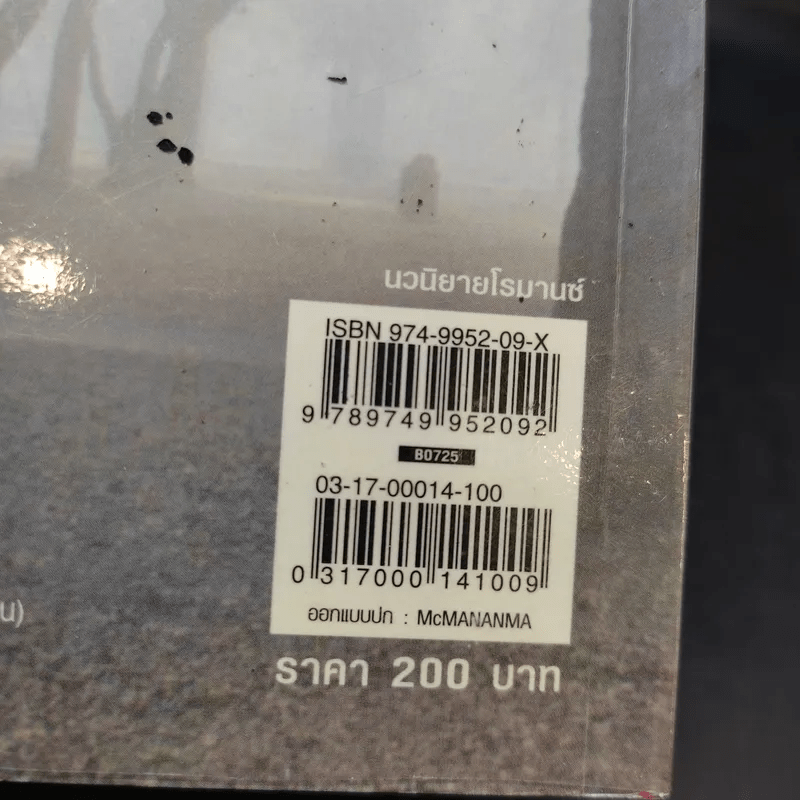 นวนิยายโรมานซ์
ISBN 974-9952-09-X
9 789749 952092
B0725
03-17-00014-100
0 317000 141009
น)
ออกแบบปก : McMANANMA
ราคา 200 บาท